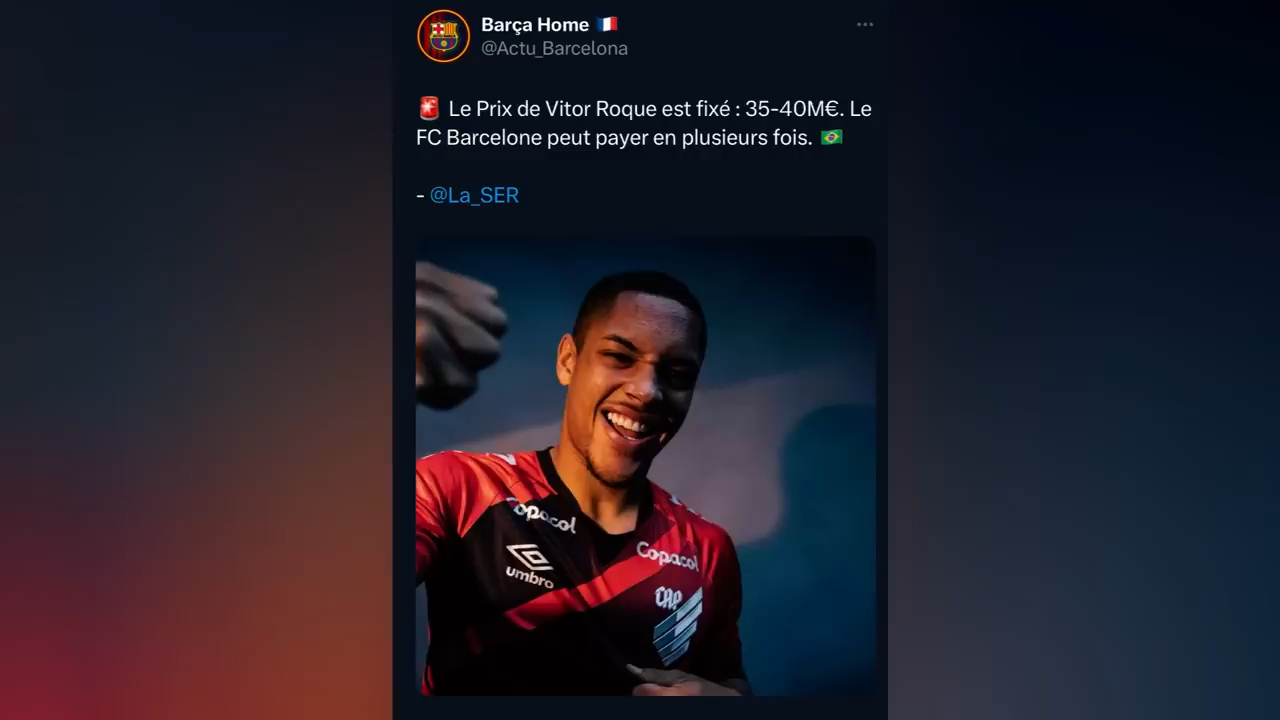 Barça Home 🇫🇷
@Actu_Barcelona
🚨 Le Prix de Vitor Roque est fixé : 35-40M€. Le
FC Barcelone peut payer en plusieurs fois. 🇧🇷
- @La_SER
Copacol
Copacol
umbro
CAP